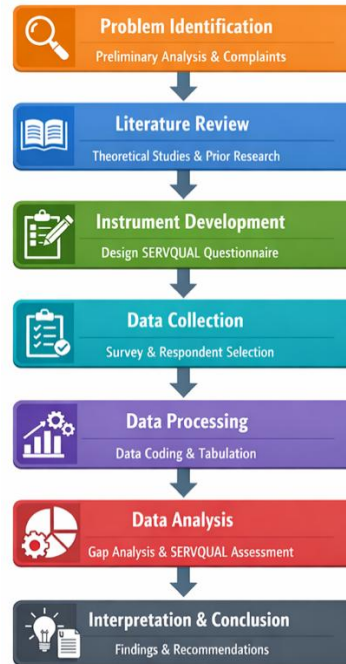 Problem Identification
Preliminary Analysis & Complaints
Literature Review
Theoretical Studies & Prior Research
Instrument Development
Design SERVQUAL Questionnaire
Data Collection
Survey & Respondent Selection
Data Processing
Data Coding & Tabulation
Data Analysis
Gap Analysis & SERVQUAL Assessment
Interpretation & Conclusion
Findings & Recommendations